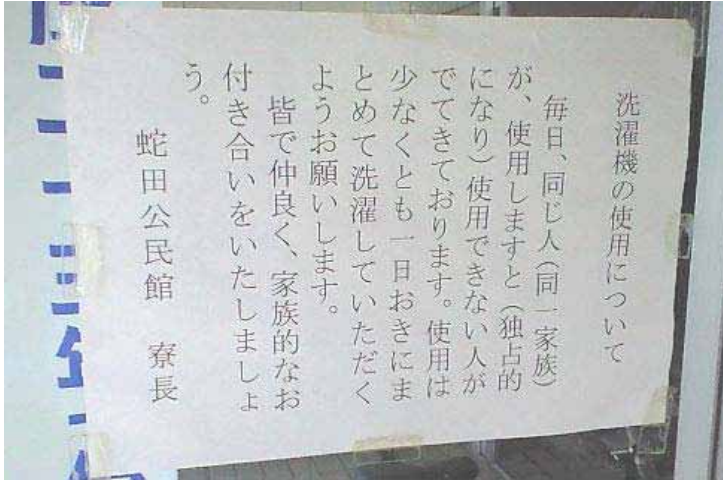 洗濯機の使用について
毎日、同じ人（同一家族）
が、使用しますと（独占的
になり）使用できない人が
でてきております。使用は
少なくとも一日おきにま
とめて洗濯していただく
ようお願いします。
皆で仲良く、家族的なお
付き合いをいたしましょ
う。
蛇田公民館　寮長